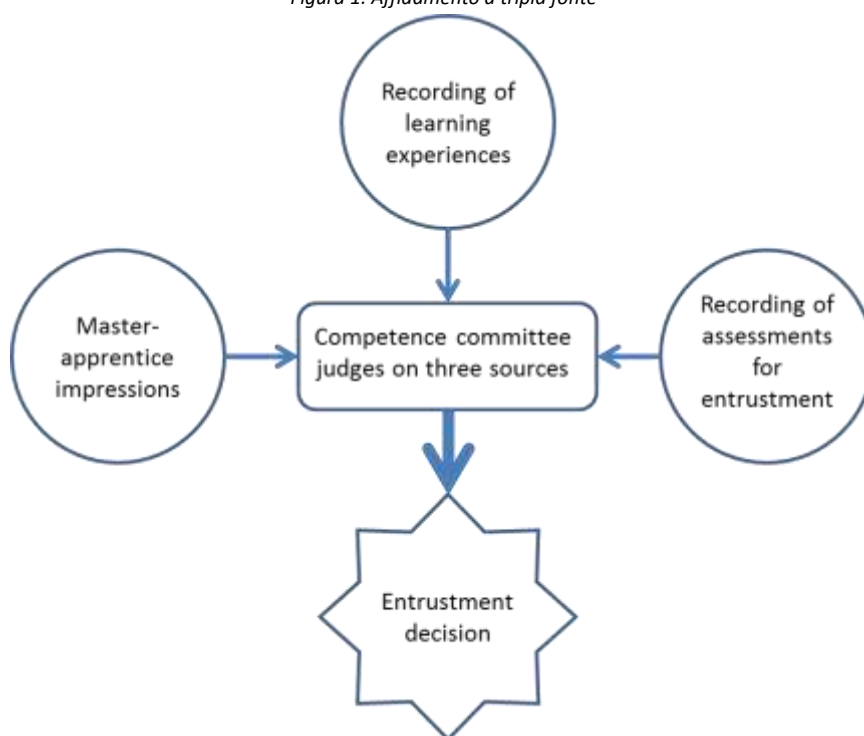 Figura 1. Affidamento a tripla fonte
Recording of
learning
experiences
Master-
apprentice
impressions
Competence committee
judges on three sources
Recording of
assessments
for
entrustment
Entrustment
decision